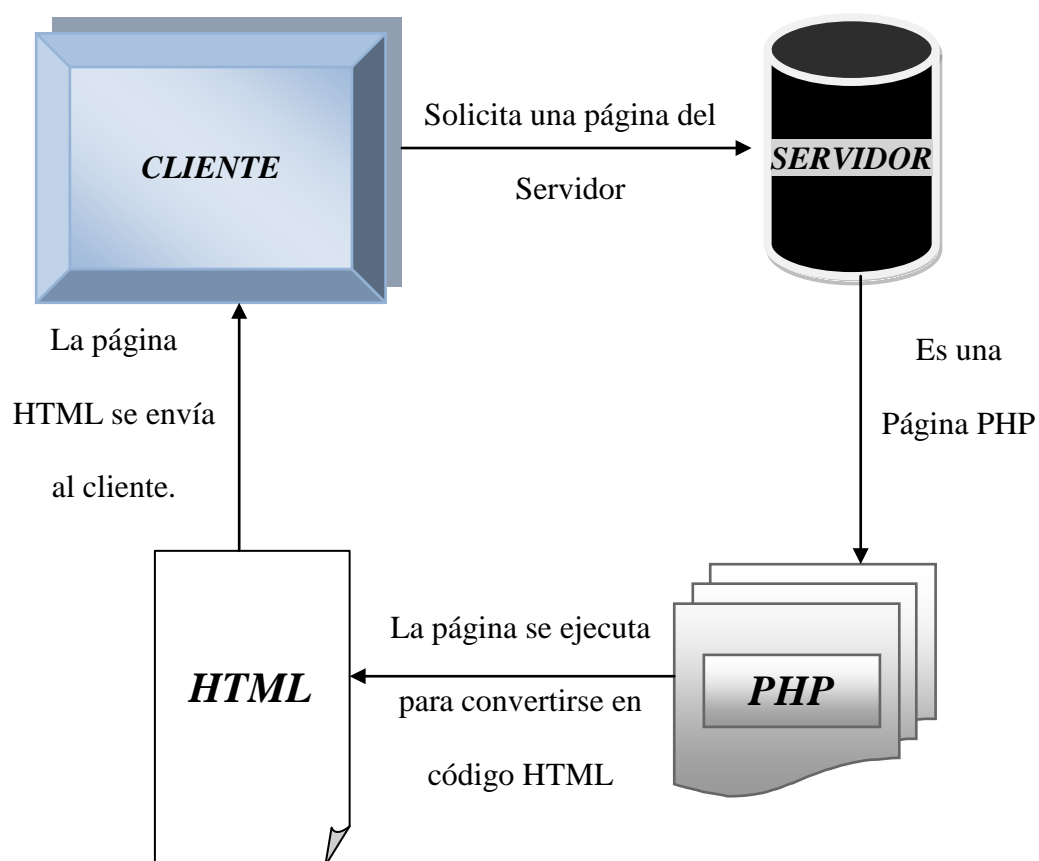 CLIENTE
Solicita una página del
Servidor
SERVIDOR
Es una
Página PHP
PHP
La página se ejecuta
para convertirse en
código HTML
HTML
La página
HTML se envía
al cliente.